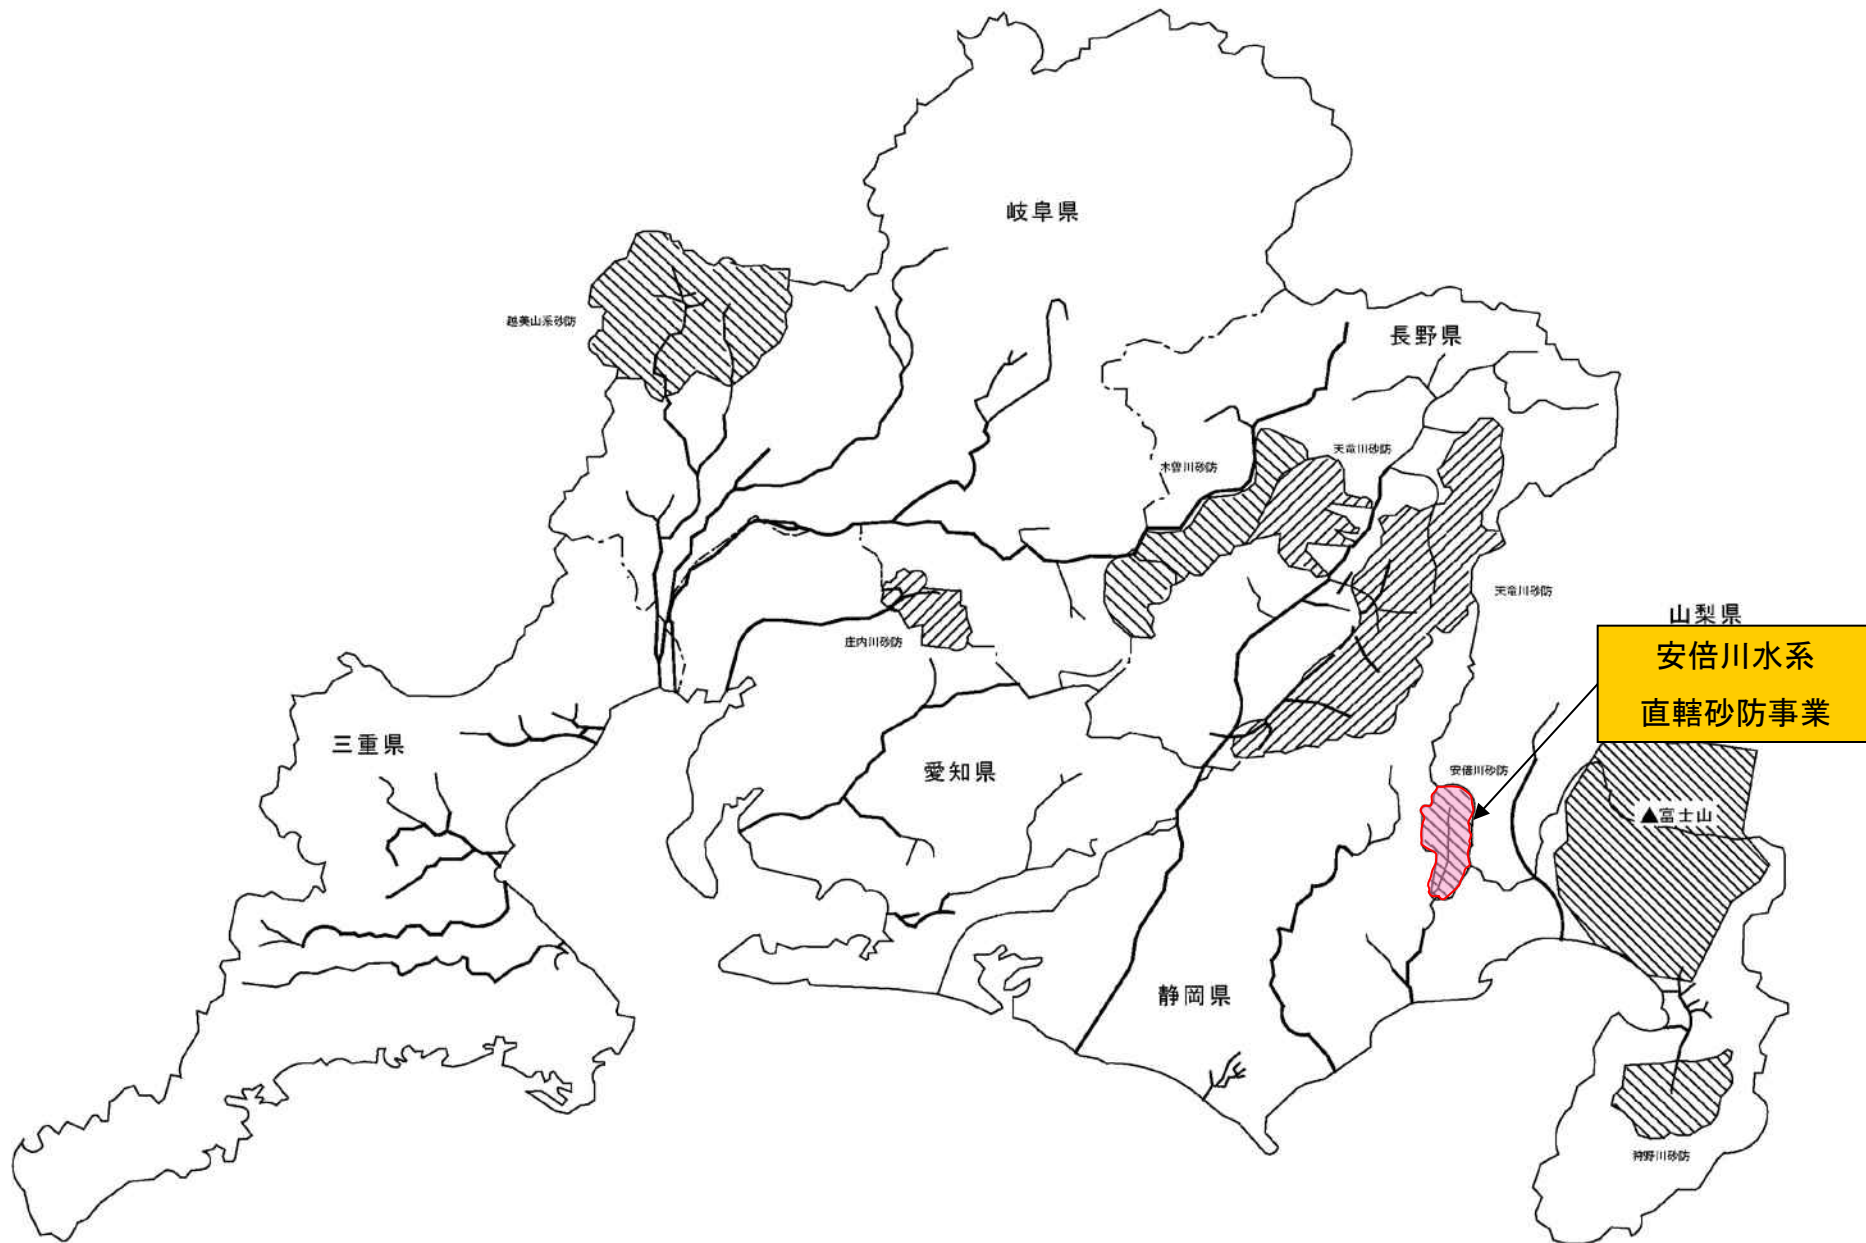 岐阜県
越美山系砂防
長野県
天竜川砂防
木曽川砂防
天竜川砂防
山梨県
庄内川砂防
安倍川水系
直轄砂防事業
三重県
愛知県
安倍川砂防
▲富士山
静岡県
狩野川砂防